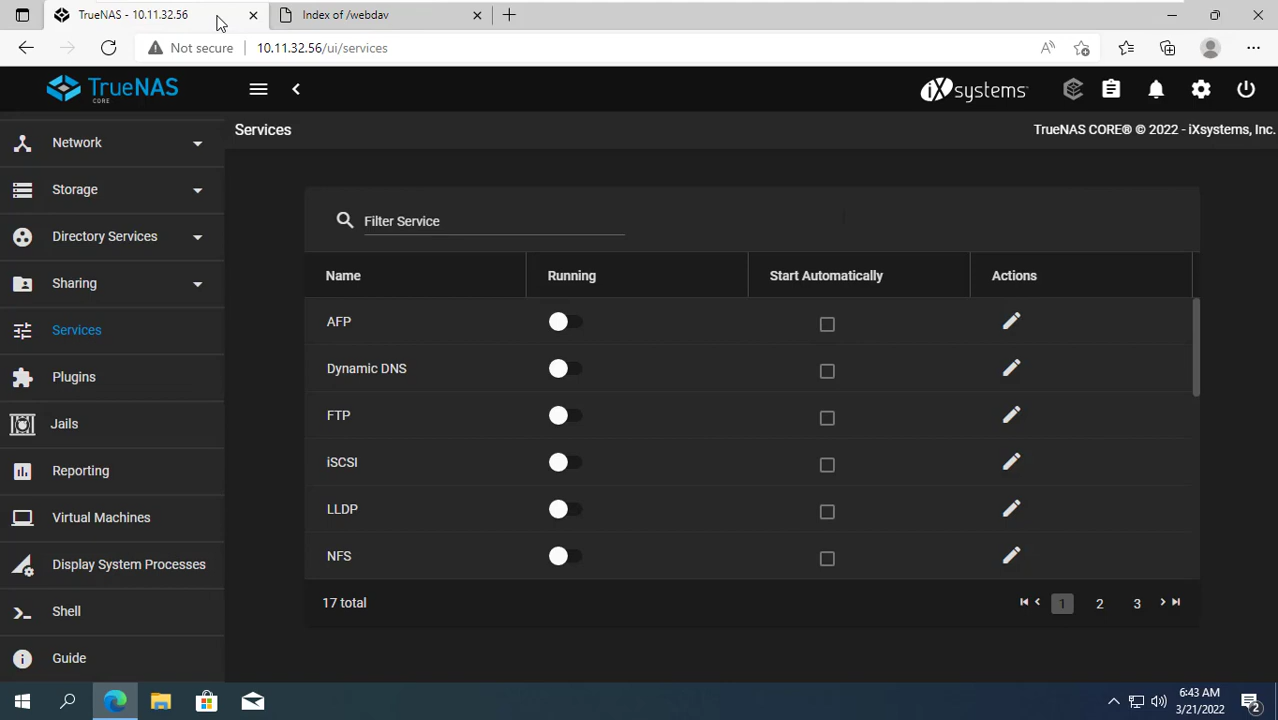 TrueNAS - 10.11.32.56
Index of /webdav
Not secure
10.11.32.56/ui/services
TrueNAS
CORE
iXsystems
Network
Services
TrueNAS CORE® © 2022 - iXsystems, Inc.
Storage
Directory Services
Sharing
Services
Plugins
Jails
Reporting
Virtual Machines
Display System Processes
Shell
Guide
Filter Service
Name
Running
Start Automatically
Actions
AFP
Dynamic DNS
FTP
iSCSI
LLDP
NFS
17 total
1
2
3
6:43 AM
3/21/2022
2